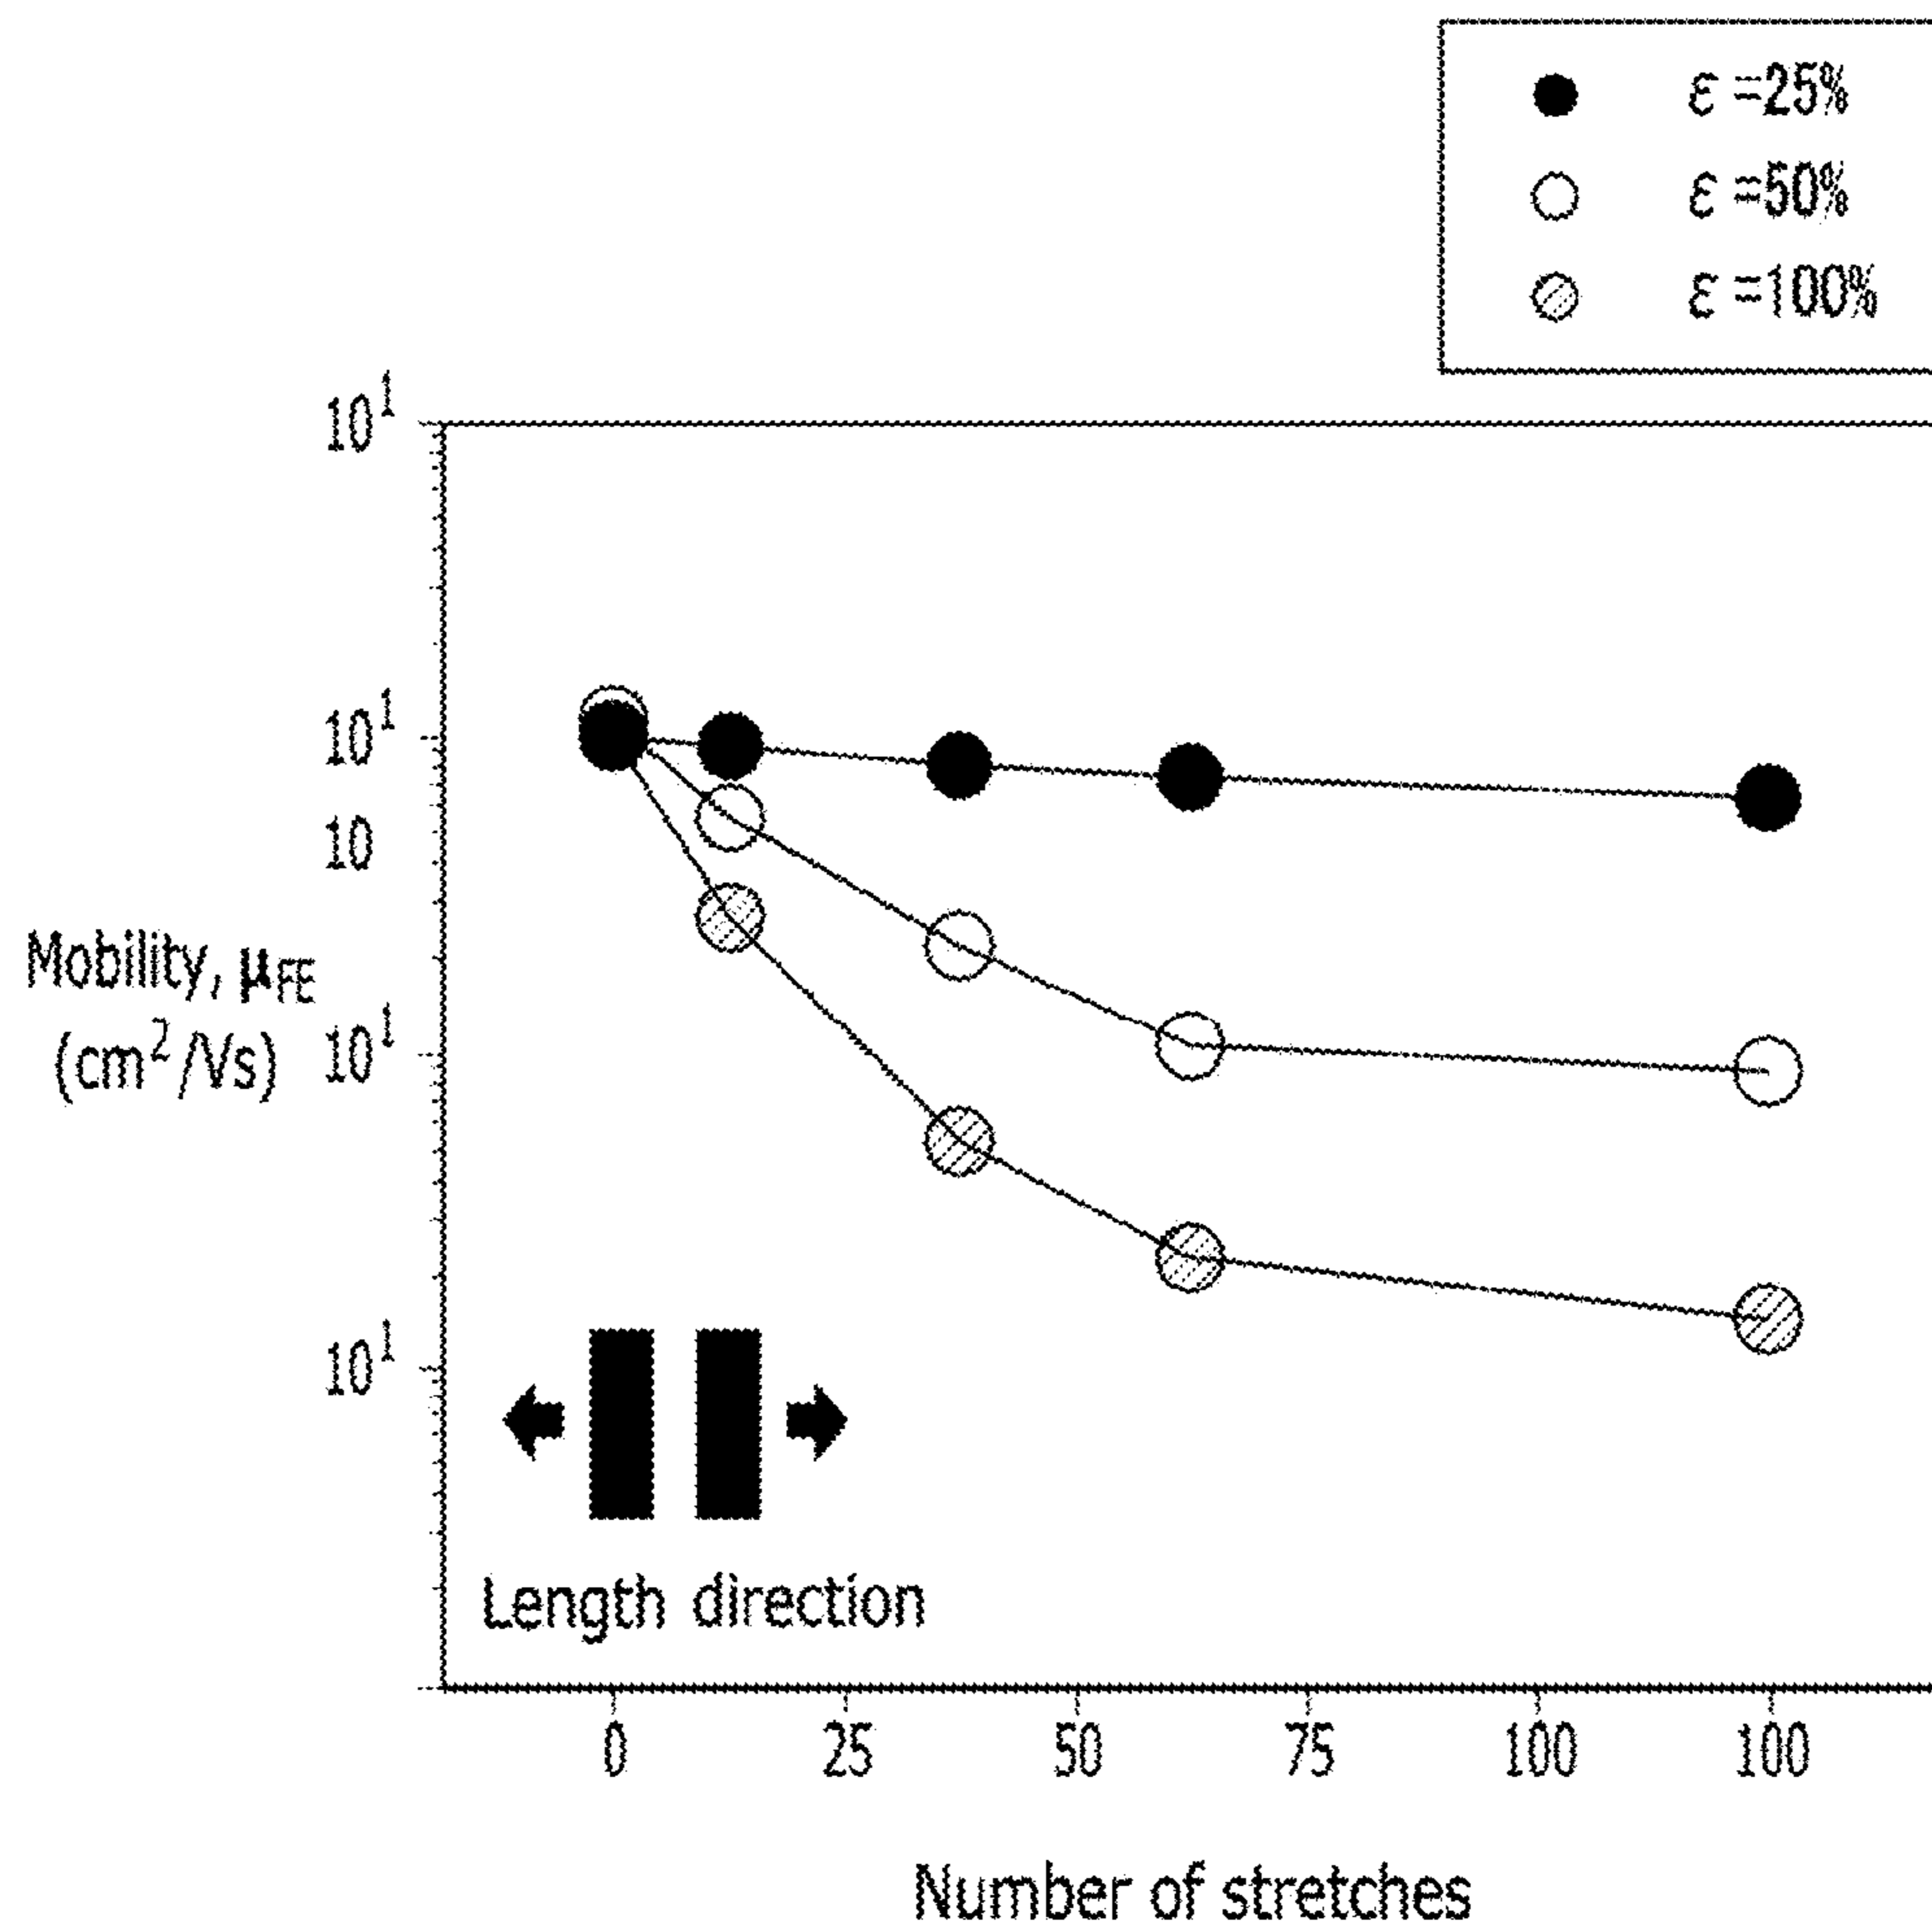 ε =25%
ε =50%
ε =100%
10¹
10¹
10
Mobility, μFE
(cm²/Vs)
10¹
10¹
Length direction
0 25 50 75 100 100
Number of stretches